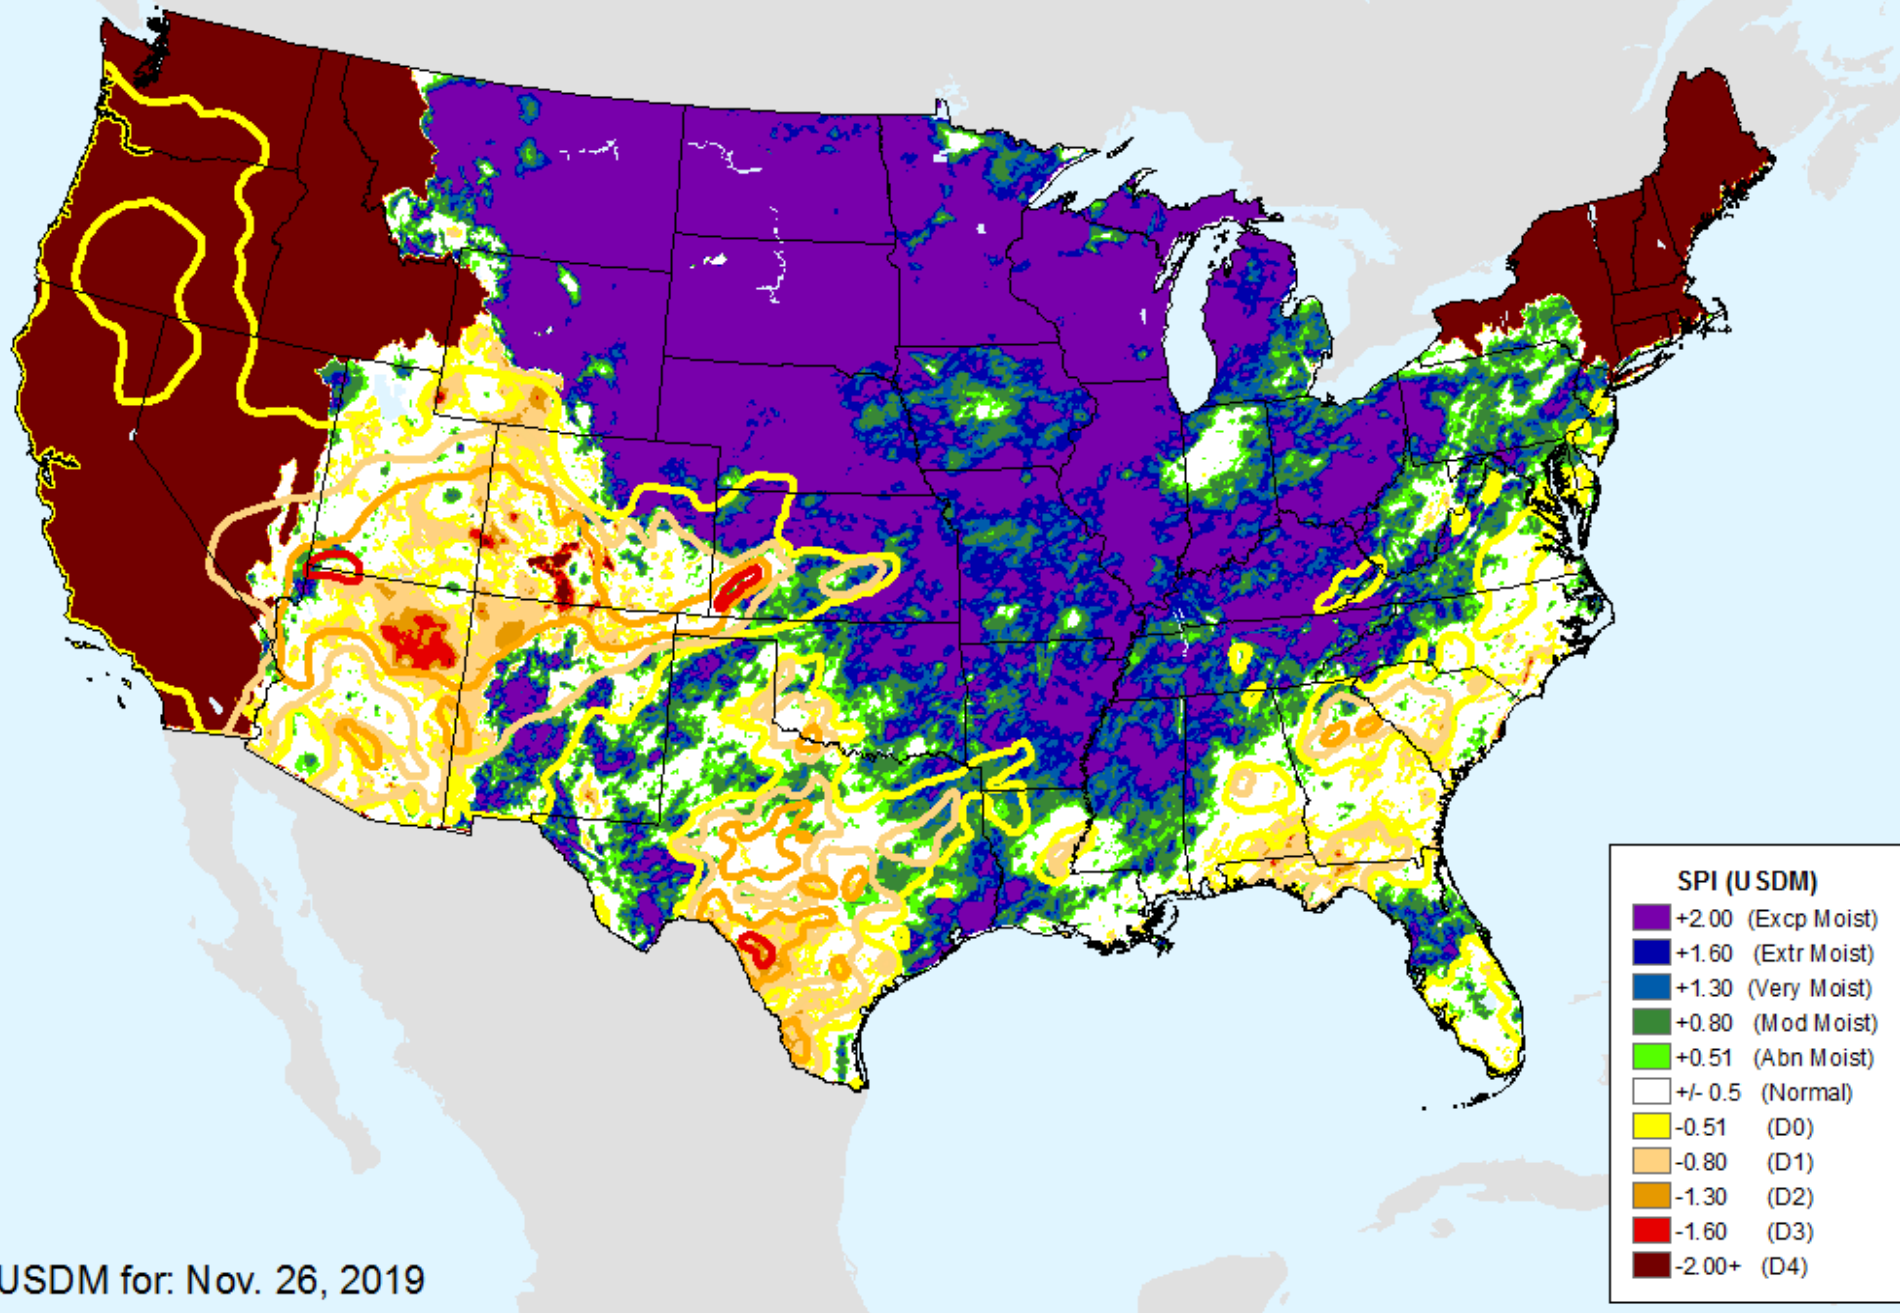 SPI (USDM)
+2.00 (Excp Moist)
+1.60 (Extr Moist)
+1.30 (Very Moist)
+0.80 (Mod Moist)
+0.51 (Abn Moist)
+/- 0.5 (Normal)
-0.51 (D0)
-0.80 (D1)
-1.30 (D2)
-1.60 (D3)
-2.00+ (D4)
USDM for: Nov. 26, 2019